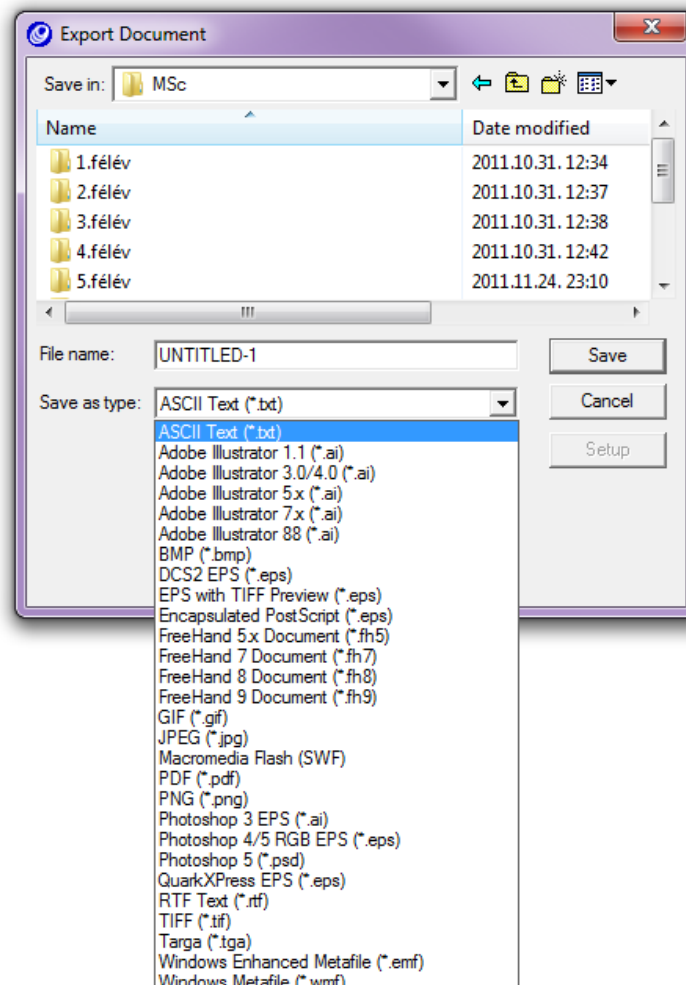 Export Document
Save in: MSc
Name Date modified
1.félév 2011.10.31. 12:34
2.félév 2011.10.31. 12:37
3.félév 2011.10.31. 12:38
4.félév 2011.10.31. 12:42
5.félév 2011.11.24. 23:10
File name: UNTITLED-1 Save
Save as type: ASCII Text (*.txt) Cancel
Setup
ASCII Text (*.txt)
Adobe Illustrator 1.1 (*.ai)
Adobe Illustrator 3.0/4.0 (*.ai)
Adobe Illustrator 5.x (*.ai)
Adobe Illustrator 7.x (*.ai)
Adobe Illustrator 88 (*.ai)
BMP (*.bmp)
DCS2 EPS (*.eps)
EPS with TIFF Preview (*.eps)
Encapsulated PostScript (*.eps)
FreeHand 5.x Document (*.fh5)
FreeHand 7 Document (*.fh7)
FreeHand 8 Document (*.fh8)
FreeHand 9 Document (*.fh9)
GIF (*.gif)
JPEG (*.jpg)
Macromedia Flash (SWF)
PDF (*.pdf)
PNG (*.png)
Photoshop 3 EPS (*.ai)
Photoshop 4/5 RGB EPS (*.eps)
Photoshop 5 (*.psd)
QuarkXPress EPS (*.eps)
RTF Text (*.rtf)
TIFF (*.tif)
Targa (*.tga)
Windows Enhanced Metafile (*.emf)
Windows Metafile (*.wmf)